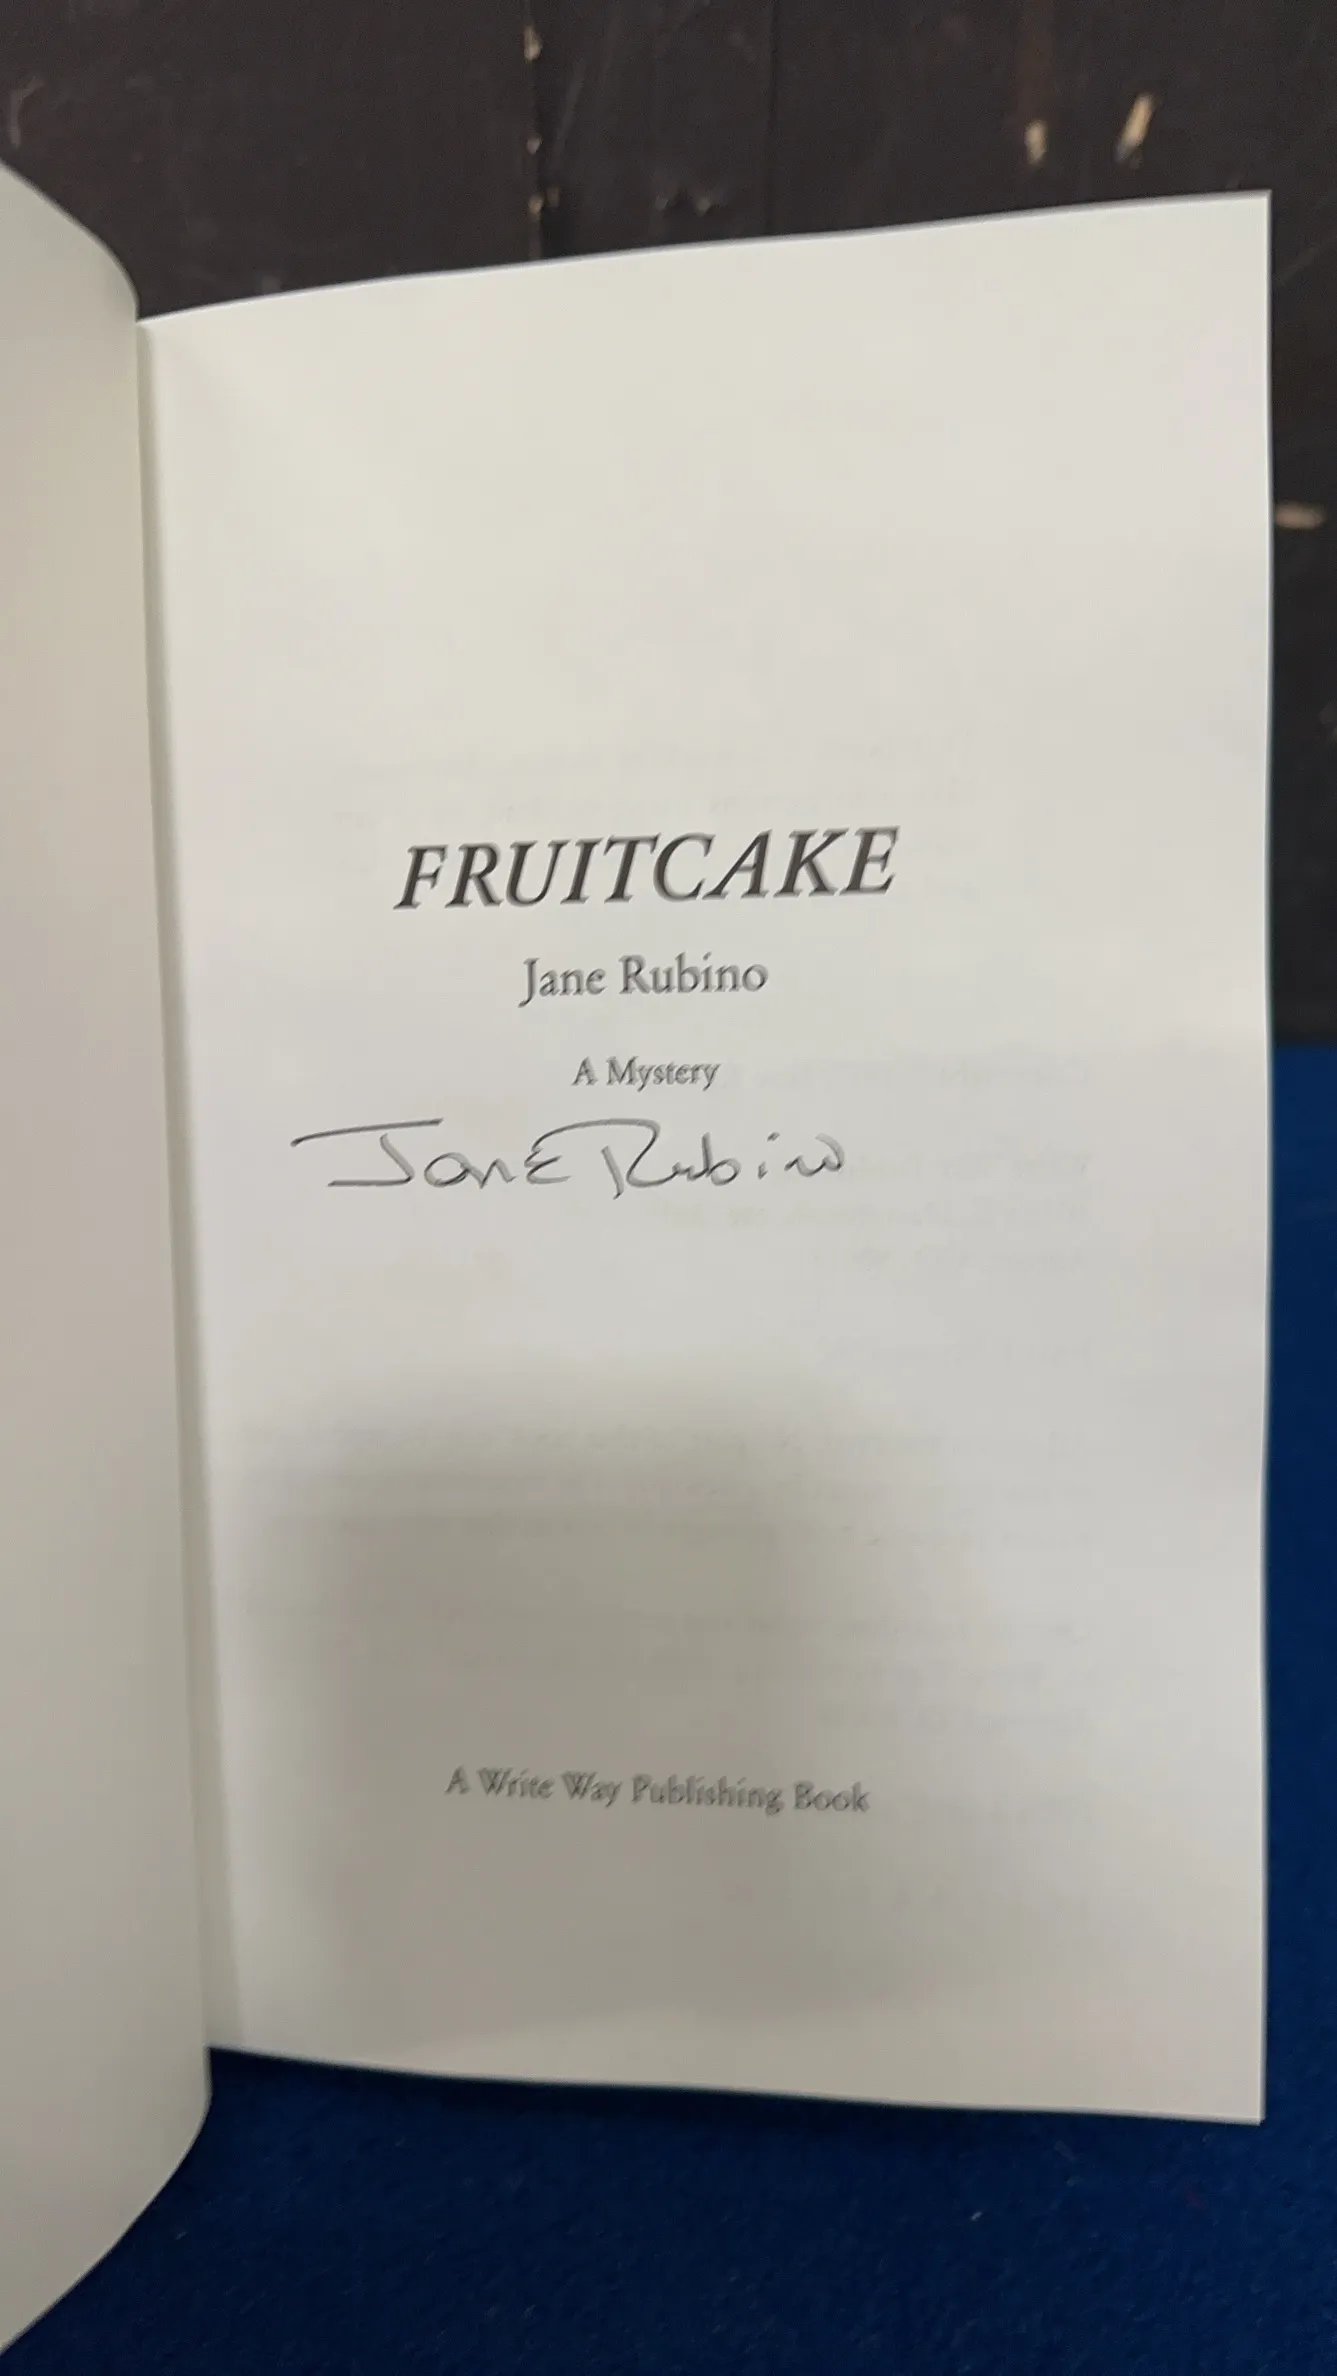 FRUITCAKE
Jane Rubino
A Mystery
Jane Rubino
A Write Way Publishing Book